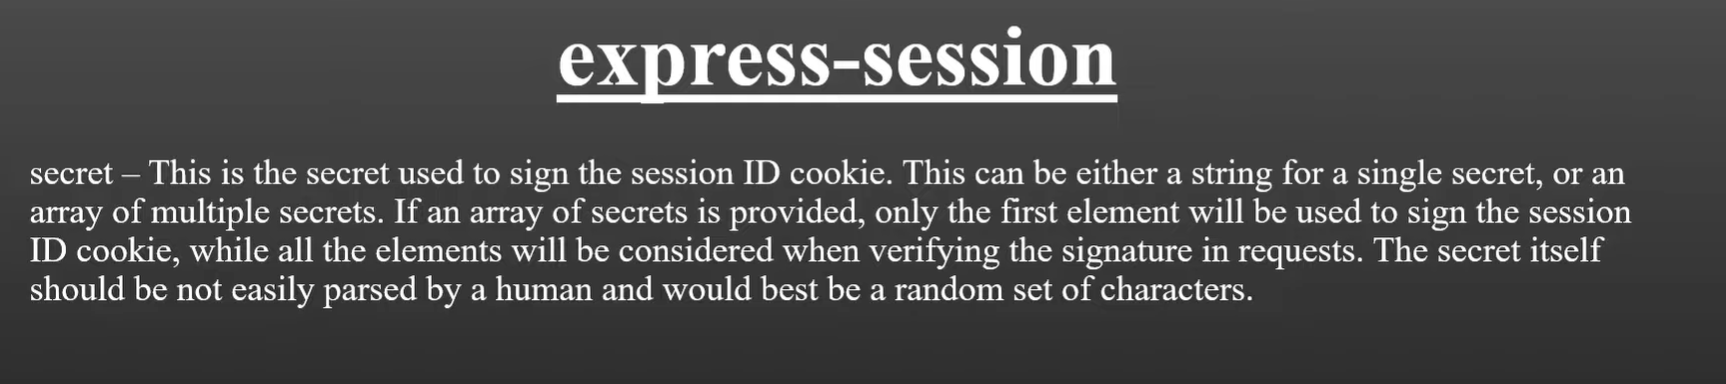 express-session
secret – This is the secret used to sign the session ID cookie. This can be either a string for a single secret, or an
array of multiple secrets. If an array of secrets is provided, only the first element will be used to sign the session
ID cookie, while all the elements will be considered when verifying the signature in requests. The secret itself
should be not easily parsed by a human and would best be a random set of characters.